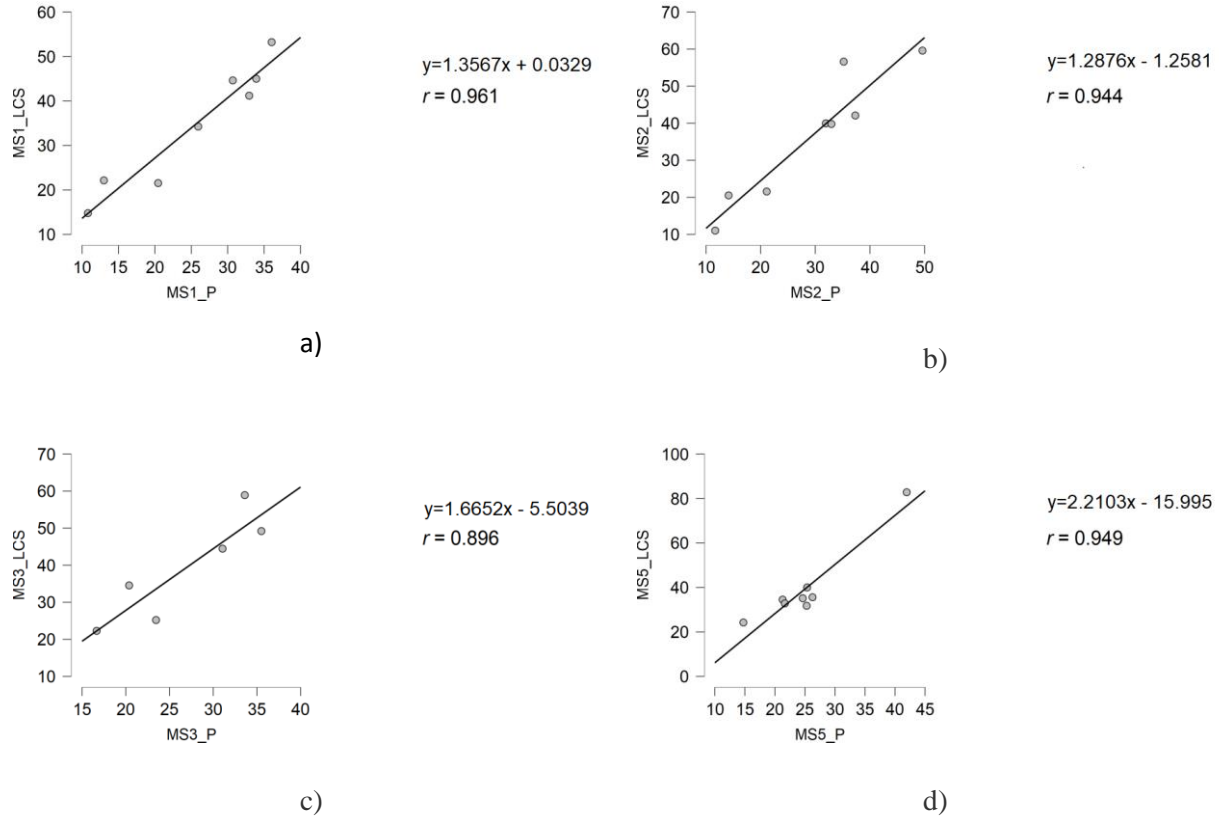 60
50
40
30
20
10
MS1_LCS
10 15 20 25 30 35 40
MS1_P
y=1.3567x + 0.0329
r = 0.961
a)
70
60
50
40
30
20
10
MS2_LCS
10 20 30 40 50
MS2_P
y=1.2876x - 1.2581
r = 0.944
b)
70
60
50
40
30
20
10
MS3_LCS
15 20 25 30 35 40
MS3_P
y=1.6652x - 5.5039
r = 0.896
c)
100
80
60
40
20
0
MS5_LCS
10 15 20 25 30 35 40 45
MS5_P
y=2.2103x - 15.995
r = 0.949
d)